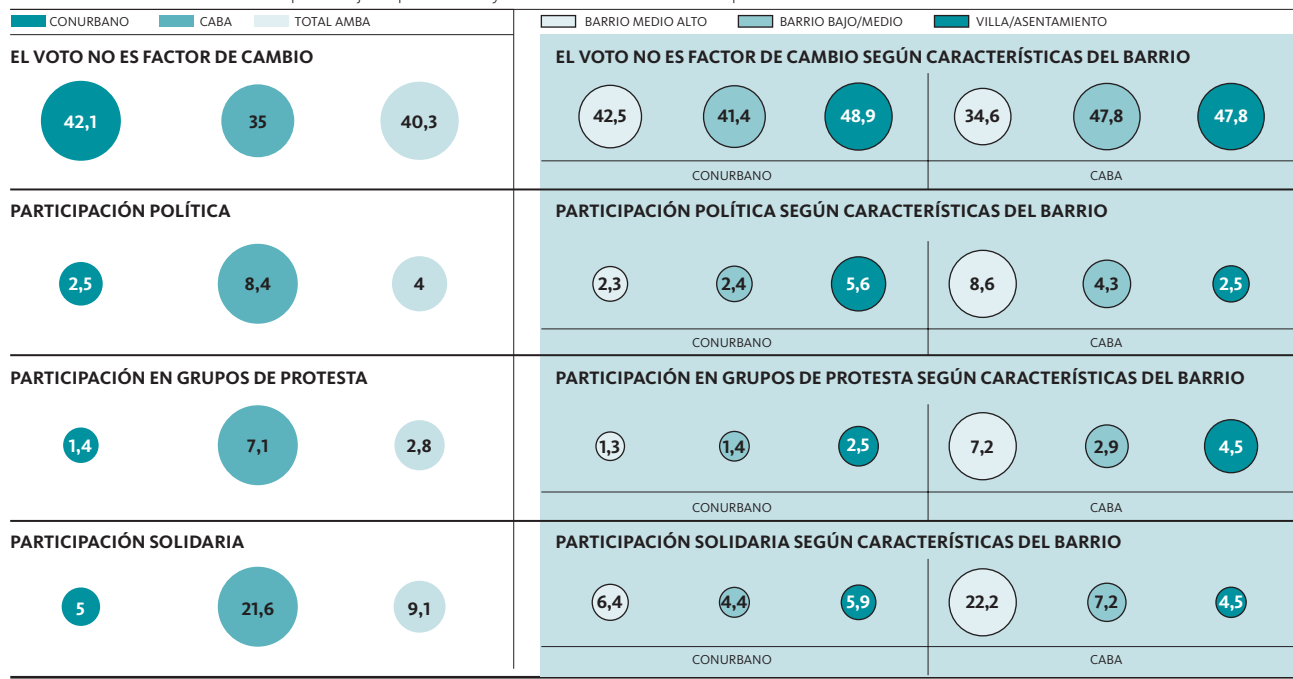 CONURBANO CABA TOTAL AMBA
EL VOTO NO ES FACTOR DE CAMBIO
42,1 35 40,3
PARTICIPACIÓN POLÍTICA
2,5 8,4 4
PARTICIPACIÓN EN GRUPOS DE PROTESTA
1,4 7,1 2,8
PARTICIPACIÓN SOLIDARIA
5 21,6 9,1
BARRIO MEDIO ALTO BARRIO BAJO/MEDIO VILLA/ASENTAMIENTO
EL VOTO NO ES FACTOR DE CAMBIO SEGÚN CARACTERÍSTICAS DEL BARRIO
42,5 41,4 48,9 34,6 47,8 47,8
CONURBANO CABA
PARTICIPACIÓN POLÍTICA SEGÚN CARACTERÍSTICAS DEL BARRIO
2,3 2,4 5,6 8,6 4,3 2,5
CONURBANO CABA
PARTICIPACIÓN EN GRUPOS DE PROTESTA SEGÚN CARACTERÍSTICAS DEL BARRIO
1,3 1,4 2,5 7,2 2,9 4,5
CONURBANO CABA
PARTICIPACIÓN SOLIDARIA SEGÚN CARACTERÍSTICAS DEL BARRIO
6,4 4,4 5,9 22,2 7,2 4,5
CONURBANO CABA